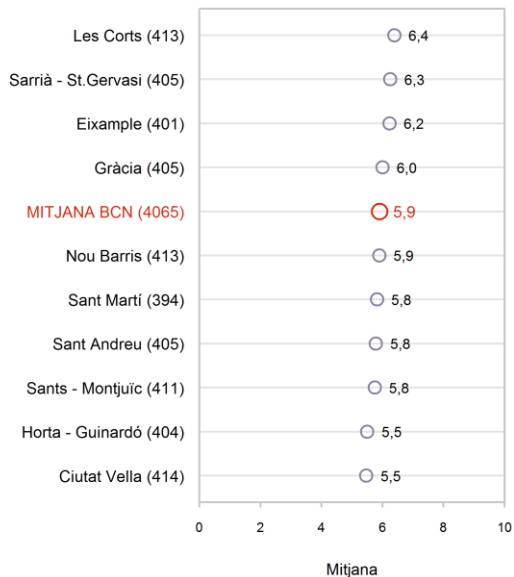 Les Corts (413) 6,4
Sarrià - St.Gervasi (405) 6,3
Eixample (401) 6,2
Gràcia (405) 6,0
MITJANA BCN (4065) 5,9
Nou Barris (413) 5,9
Sant Martí (394) 5,8
Sant Andreu (405) 5,8
Sants - Montjuïc (411) 5,8
Horta - Guinardó (404) 5,5
Ciutat Vella (414) 5,5
0 2 4 6 8 10
Mitjana